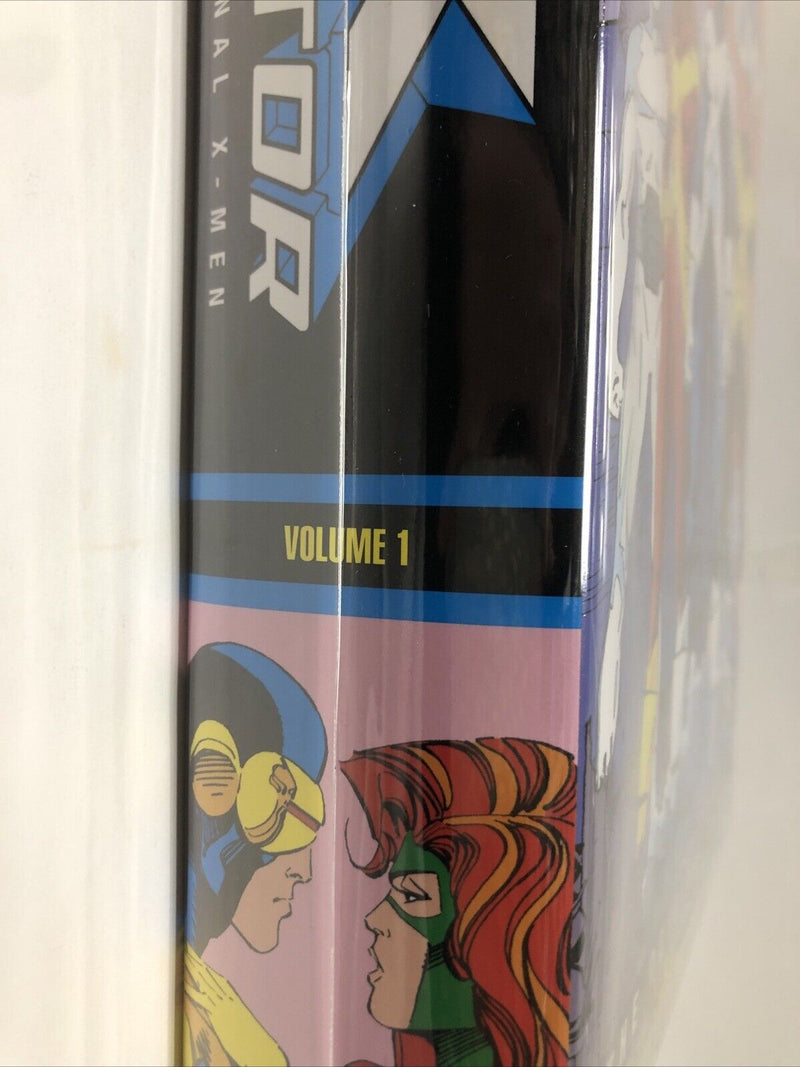 TOR
NAL X-MEN
VOLUME 1